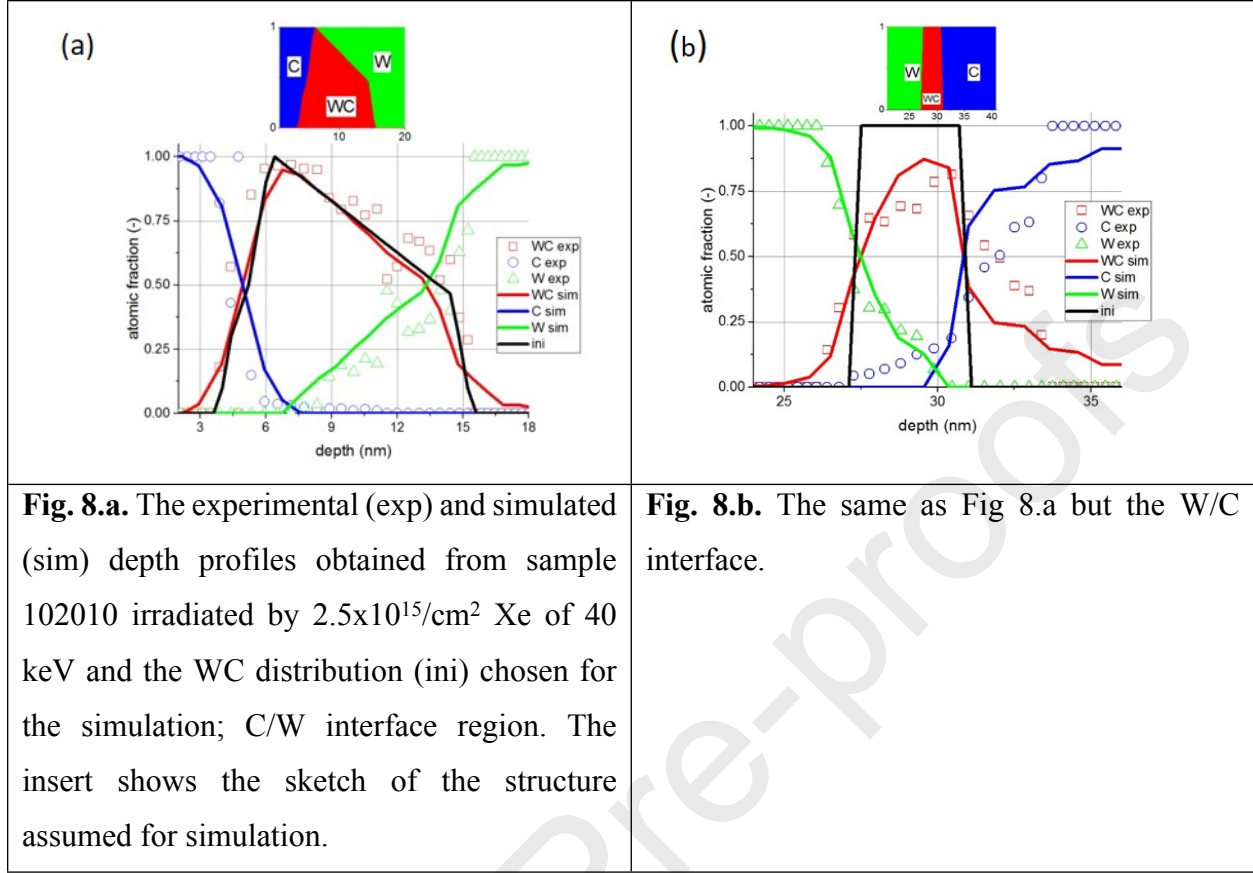 (a)
1
C
W
WC
0
10
20
1.00
0.75
0.50
0.25
0.00
atomic fraction (-)
3
6
9
12
15
18
depth (nm)
WC exp
C exp
W exp
WC sim
C sim
W sim
ini
(b)
1
W
C
WC
0
25
30
35
40
1.00
0.75
0.50
0.25
0.00
atomic fraction (-)
25
30
35
depth (nm)
WC exp
C exp
W exp
WC sim
C sim
W sim
ini
Fig. 8.a. The experimental (exp) and simulated
(sim) depth profiles obtained from sample
102010 irradiated by 2.5x10¹⁵/cm² Xe of 40
keV and the WC distribution (ini) chosen for
the simulation; C/W interface region. The
insert shows the sketch of the structure
assumed for simulation.
Fig. 8.b. The same as Fig 8.a but the W/C
interface.
Pre-proofs